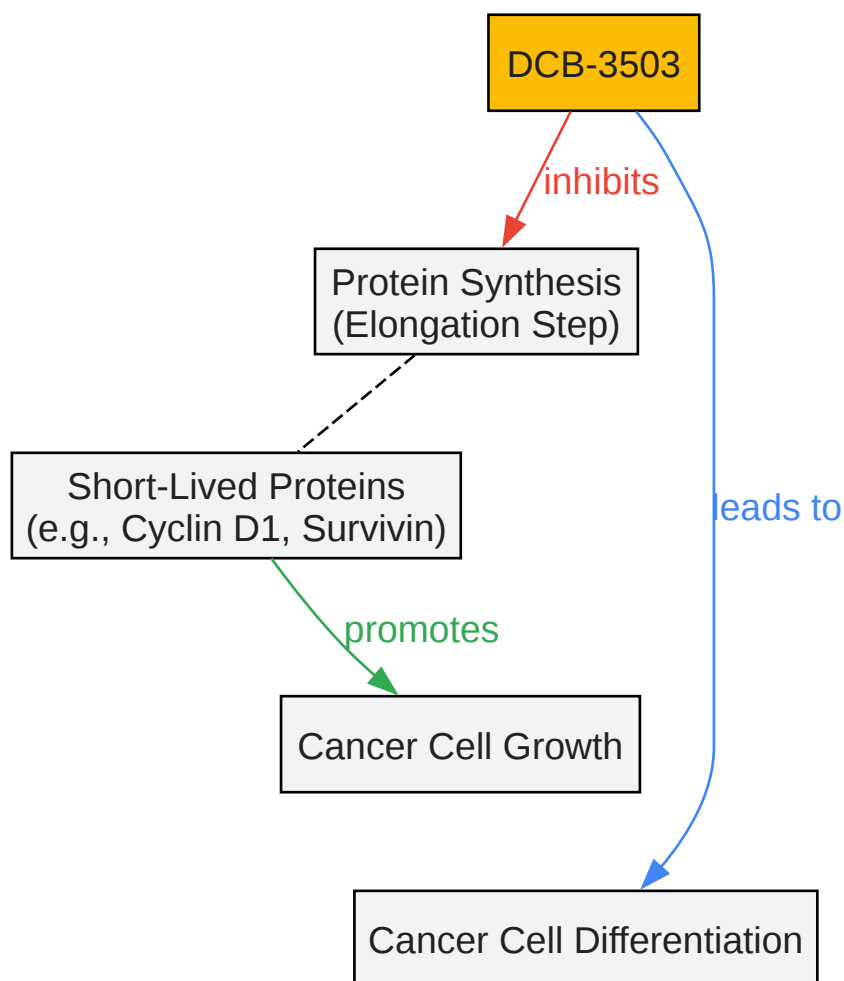 DCB-3503
inhibits
Protein Synthesis
(Elongation Step)
Short-Lived Proteins
(e.g., Cyclin D1, Survivin)
leads to
promotes
Cancer Cell Growth
Cancer Cell Differentiation